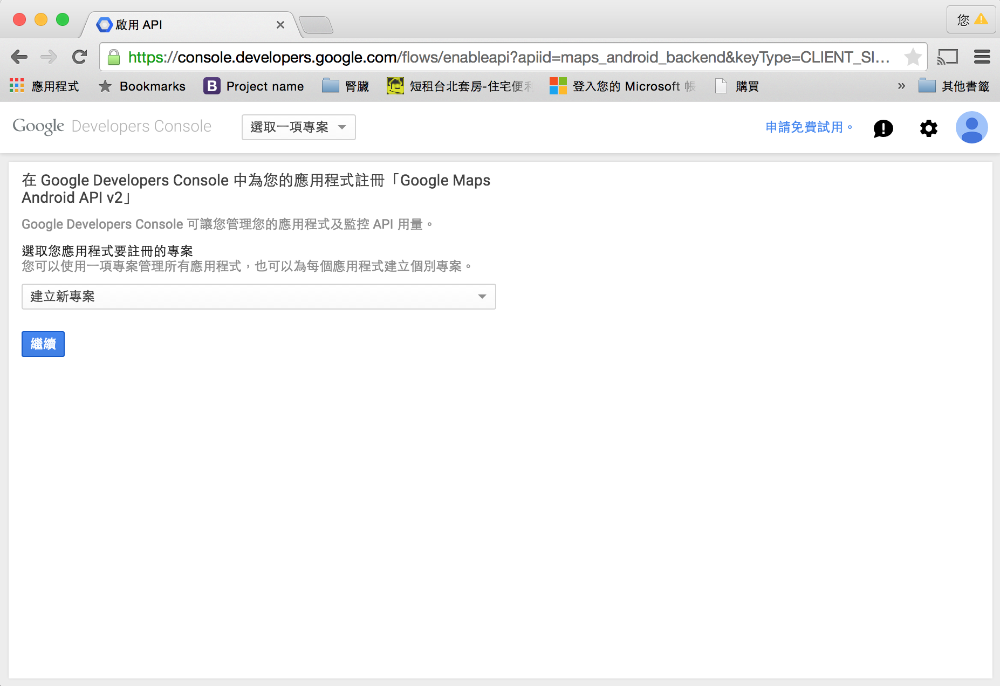 啟用 API
您
https://console.developers.google.com/flows/enableapi?apiid=maps_android_backend&keyType=CLIENT_SI...
應用程式 Bookmarks B Project name 腎臟 短租台北套房-住宅便利 登入您的 Microsoft 帳 購買 » 其他書籤
Google Developers Console 選取一項專案 申請免費試用。
在 Google Developers Console 中為您的應用程式註冊「Google Maps
Android API v2」
Google Developers Console 可讓您管理您的應用程式及監控 API 用量。
選取您應用程式要註冊的專案
您可以使用一項專案管理所有應用程式，也可以為每個應用程式建立個別專案。
建立新專案
繼續